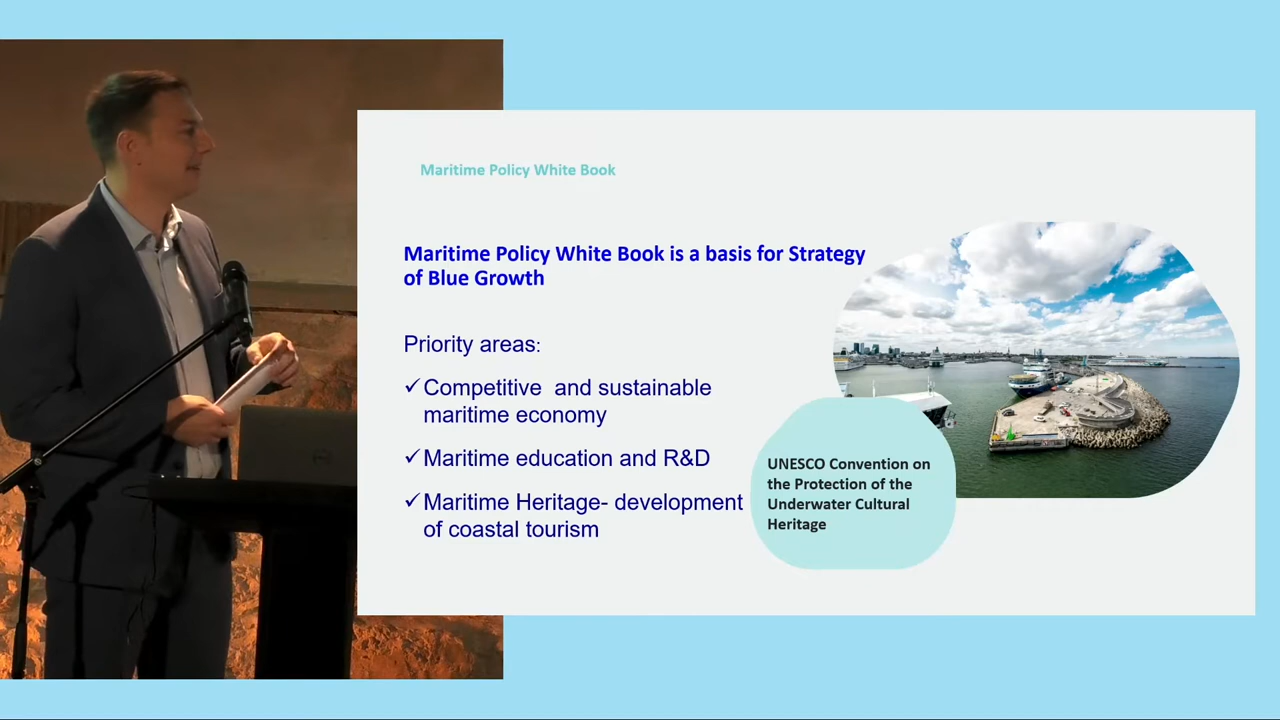 Maritime Policy White Book
Maritime Policy White Book is a basis for Strategy
of Blue Growth
Priority areas:
✓Competitive  and sustainable
maritime economy
✓Maritime education and R&D
✓Maritime Heritage- development
of coastal tourism
UNESCO Convention on
the Protection of the
Underwater Cultural
Heritage